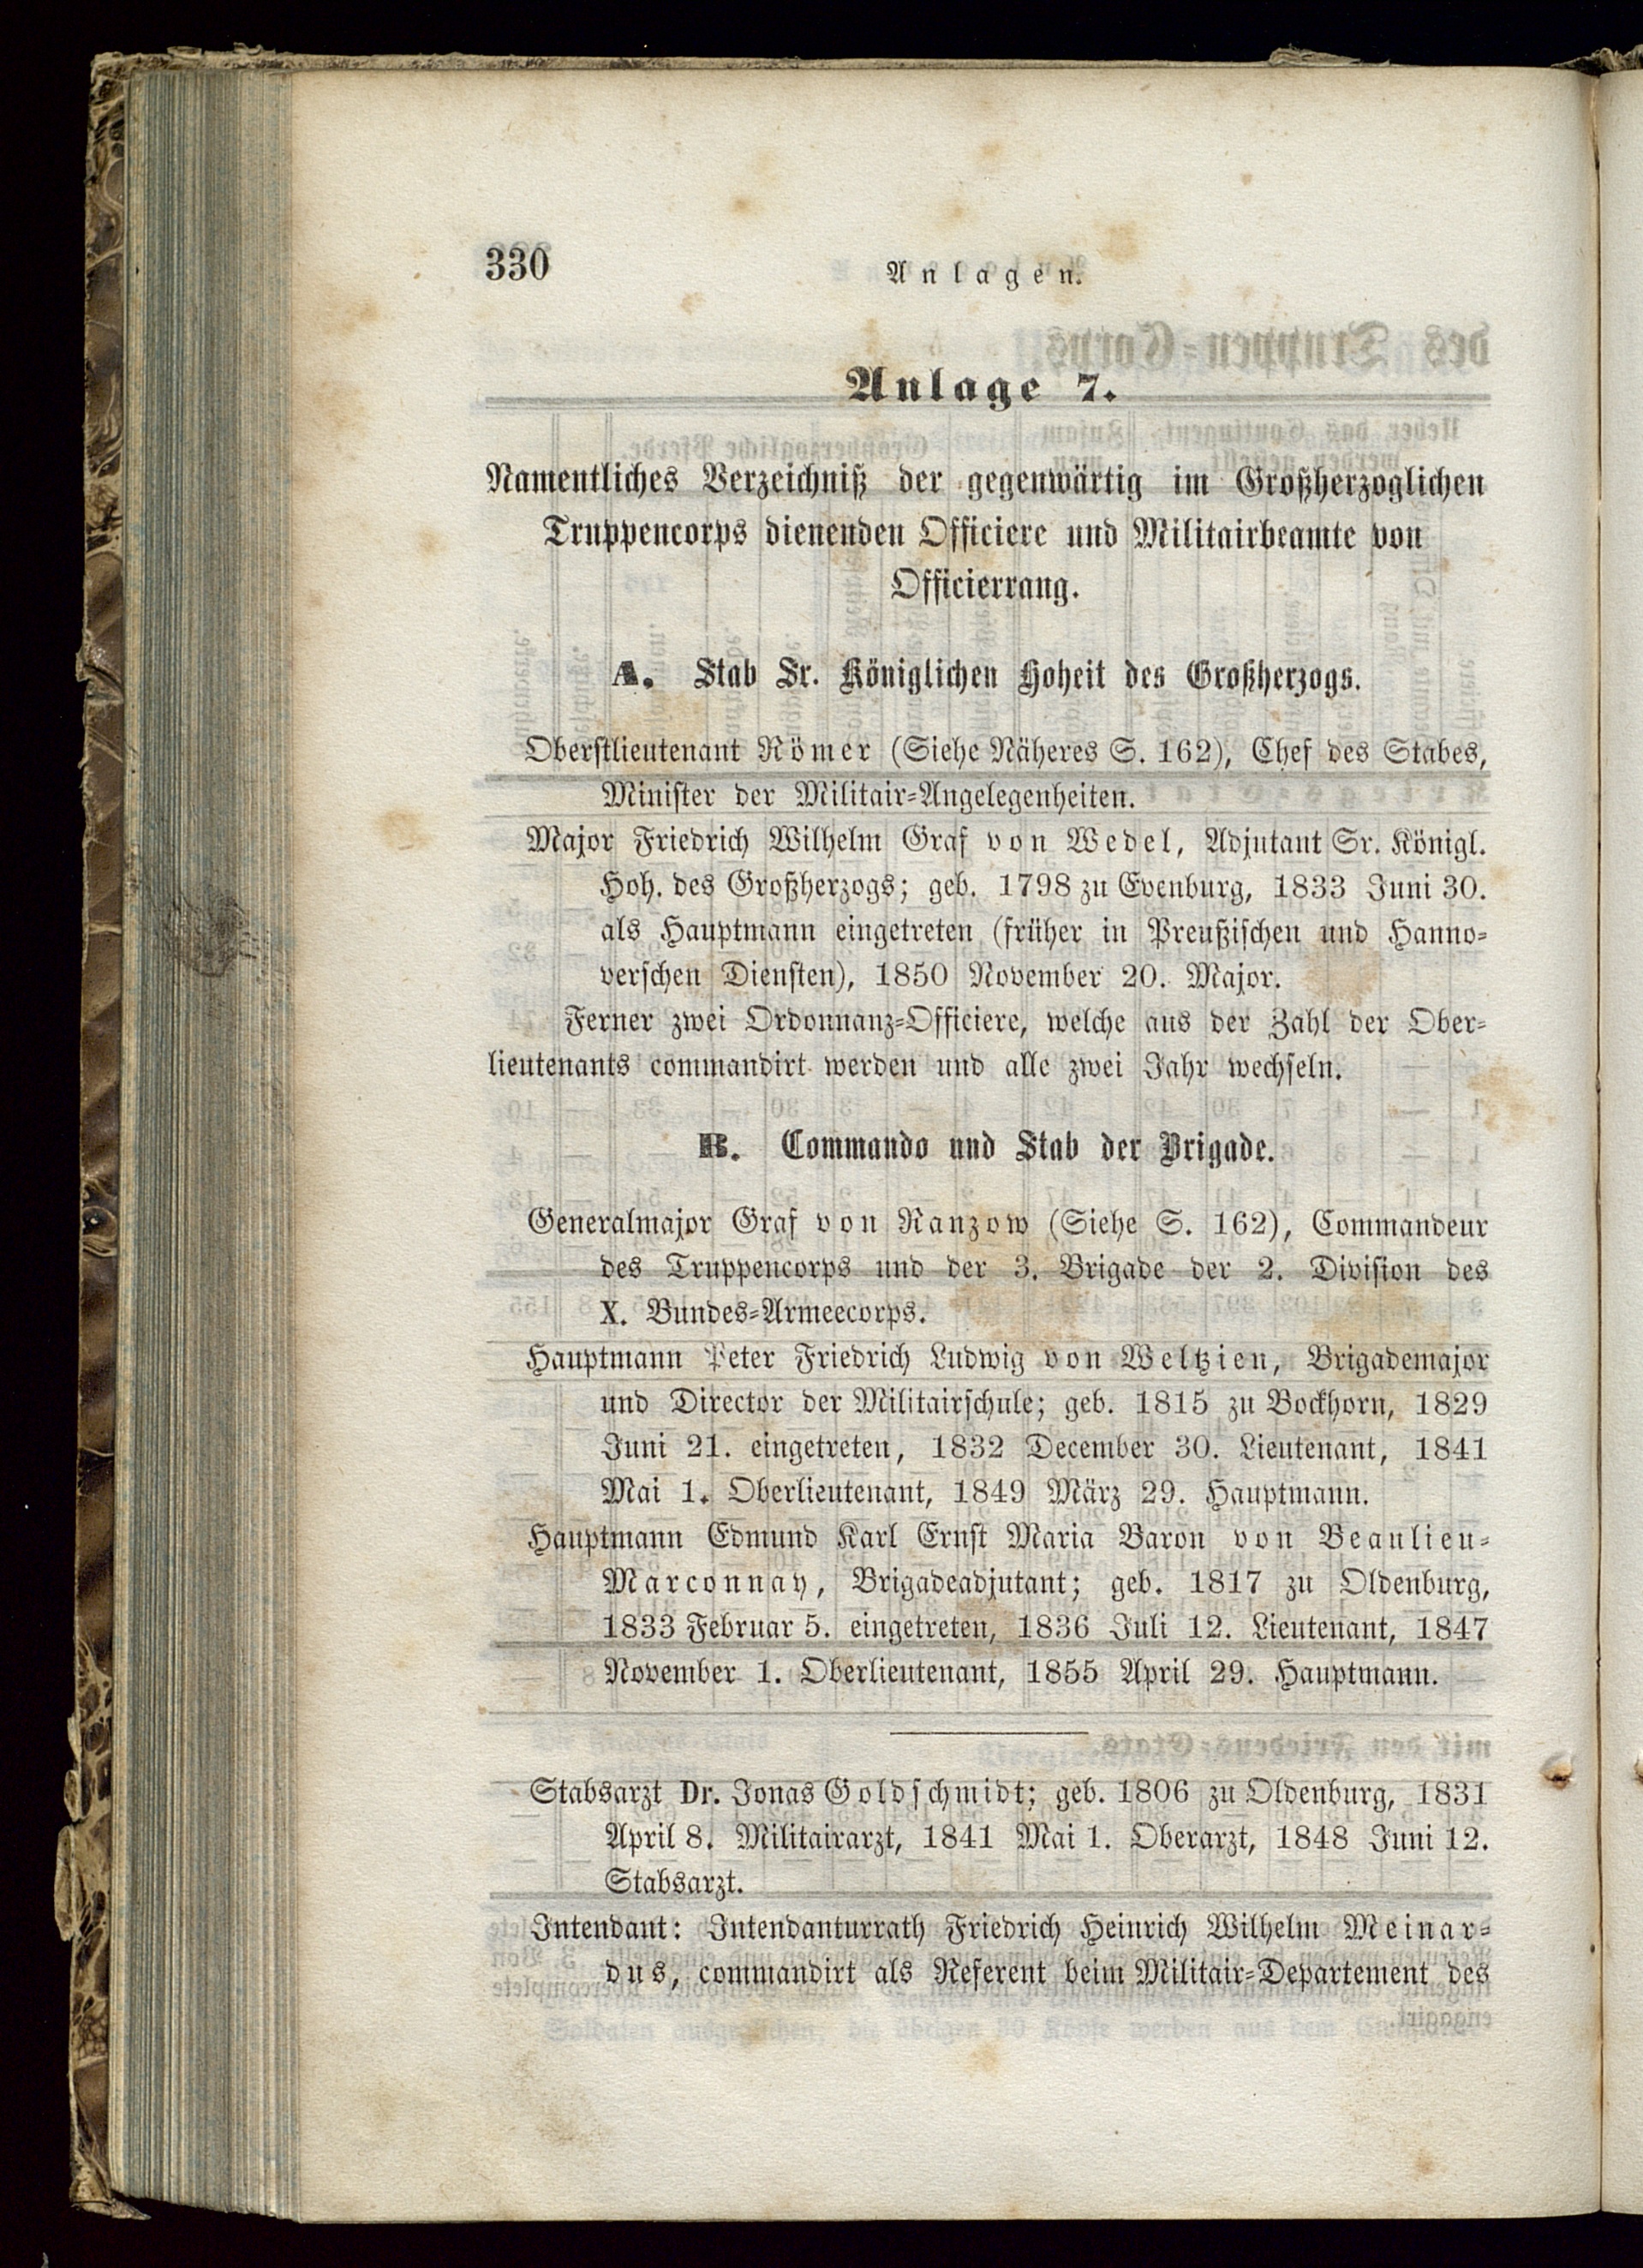 330
Anlagen.
Anlage 7.
Namentliches Verzeichniß der gegenwärtig im Großherzoglichen
Truppencorps dienenden Officiere und Militairbeamte von
Officierrang.
A. Stab Sr. Königlichen Hoheit des Großherzogs.
Oberstlieutenant Römer (Siehe Näheres S. 162), Chef des Stabes,
Minister der Militair-Angelegenheiten.
Major Friedrich Wilhelm Graf von Wedel, Adjutant Sr. Königl.
Hoh. des Großherzogs; geb. 1798 zu Evenburg, 1833 Juni 30.
als Hauptmann eingetreten (früher in Preußischen und Hanno-
verschen Diensten), 1850 November 20. Major.
Ferner zwei Ordonnanz-Officiere, welche aus der Zahl der Ober-
lieutenants commandirt werden und alle zwei Jahr wechseln.
B. Commando und Stab der Brigade.
Generalmajor Graf von Ranzow (Siehe S. 162), Commandeur
des Truppencorps und der 3. Brigade der 2. Division des
X. Bundes-Armeecorps.
Hauptmann Peter Friedrich Ludwig von Weltzien, Brigademajor
und Director der Militairschule; geb. 1815 zu Bockhorn, 1829
Juni 21. eingetreten, 1832 December 30. Lieutenant, 1841
Mai 1. Oberlieutenant, 1849 März 29. Hauptmann.
Hauptmann Edmund Karl Ernst Maria Baron von Beaulieu-
Marconnay, Brigadeadjutant; geb. 1817 zu Oldenburg,
1833 Februar 5. eingetreten, 1836 Juli 12. Lieutenant, 1847
November 1. Oberlieutenant, 1855 April 29. Hauptmann.
Stabsarzt Dr. Jonas Goldschmidt; geb. 1806 zu Oldenburg, 1831
April 8. Militairarzt, 1841 Mai 1. Oberarzt, 1848 Juni 12.
Stabsarzt.
Intendant: Intendanturrath Friedrich Heinrich Wilhelm Meinar-
dus, commandirt als Referent beim Militair-Departement des